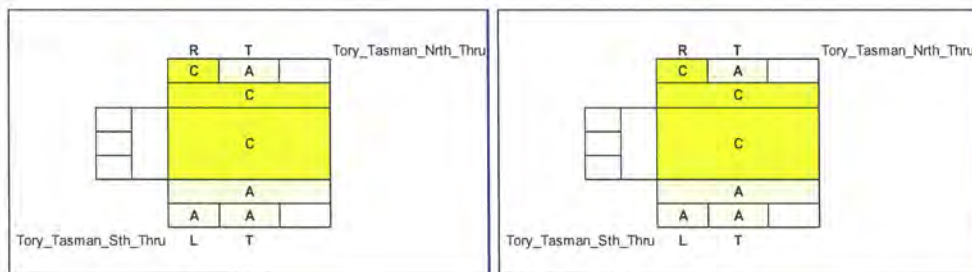 R T Tory_Tasman_Nrth_Thru
C A
C
C
A
A A
Tory_Tasman_Sth_Thru L T
R T Tory_Tasman_Nrth_Thru
C A
C
C
A
A A
Tory_Tasman_Sth_Thru L T